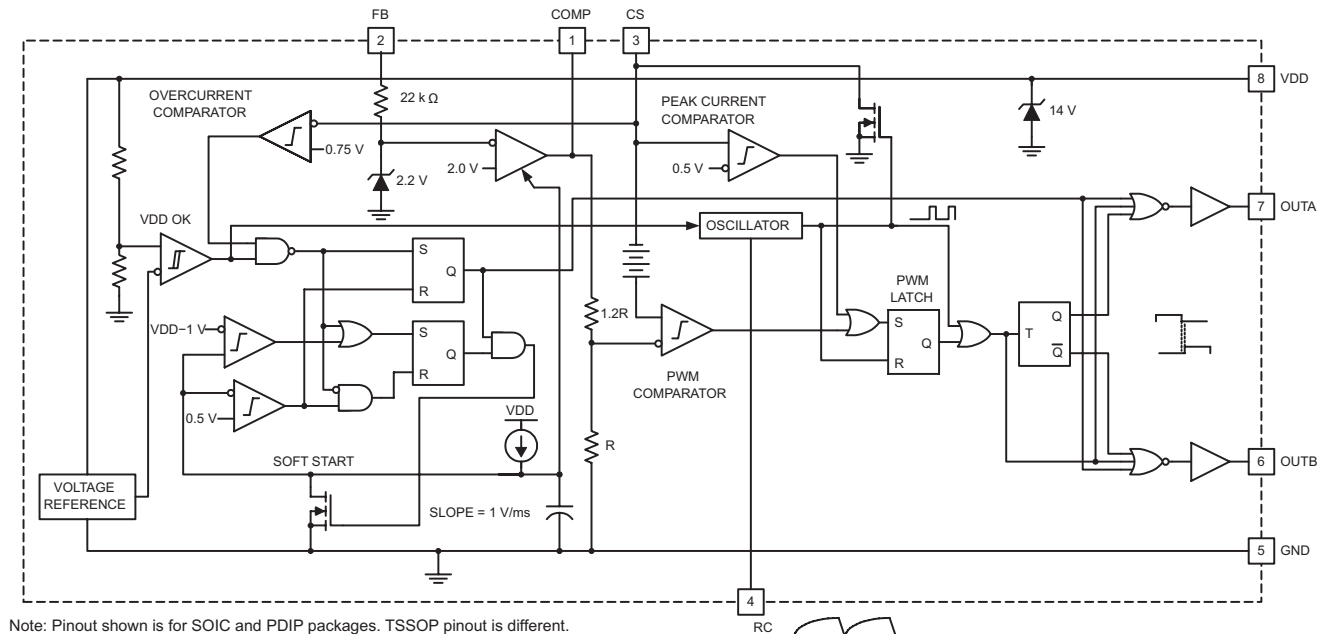 FB
COMP
CS
2
1
3
8
VDD
OVERCURRENT
COMPARATOR
22 kΩ
PEAK CURRENT
COMPARATOR
14 V
0.75 V
2.0 V
0.5 V
2.2 V
VDD OK
OSCILLATOR
7
OUTA
S
Q
R
PWM
LATCH
1.2R
S
Q
R
T
Q
Q
VDD−1 V
S
Q
R
PWM
COMPARATOR
0.5 V
VDD
R
SOFT START
6
OUTB
VOLTAGE
REFERENCE
SLOPE = 1 V/ms
5
GND
4
RC
Note: Pinout shown is for SOIC and PDIP packages. TSSOP pinout is different.